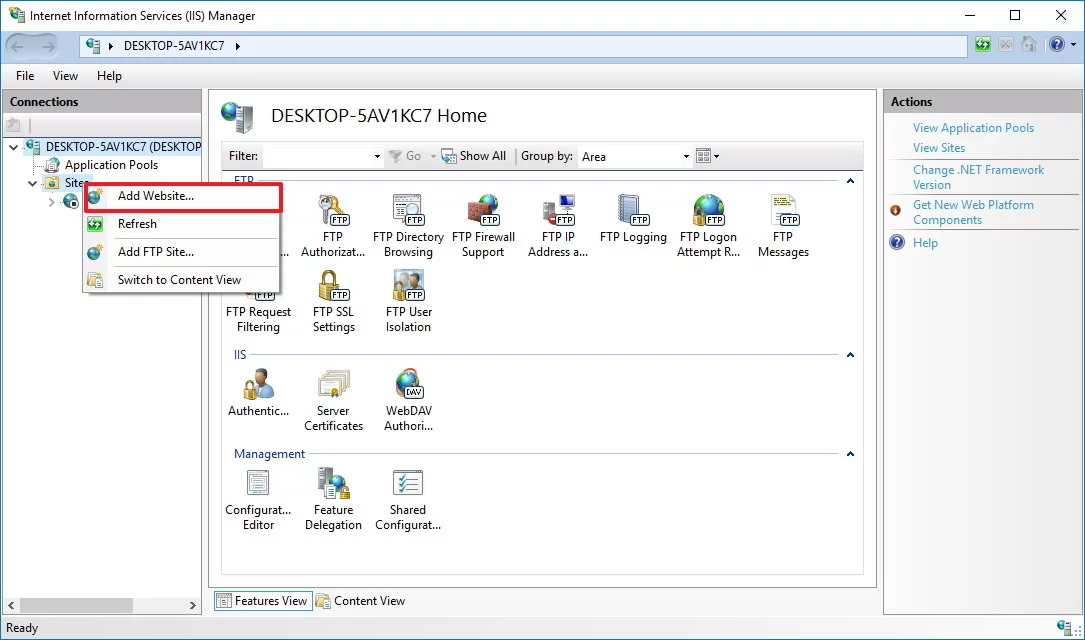 Internet Information Services (IIS) Manager
DESKTOP-5AV1KC7
File View Help
Connections
DESKTOP-5AV1KC7 (DESKTOP
Application Pools
Sites
Add Website...
Refresh
Add FTP Site...
Switch to Content View
DESKTOP-5AV1KC7 Home
Filter: Go Show All Group by: Area
FTP
FTP
Authorizat...
FTP Directory
Browsing
FTP Firewall
Support
FTP IP
Address a...
FTP Logging
FTP Logon
Attempt R...
FTP
Messages
FTP Request
Filtering
FTP SSL
Settings
FTP User
Isolation
IIS
Authentic...
Server
Certificates
WebDAV
Authori...
Management
Configurat...
Editor
Feature
Delegation
Shared
Configurat...
Features View
Content View
Actions
View Application Pools
View Sites
Change .NET Framework
Version
Get New Web Platform
Components
Help
Ready